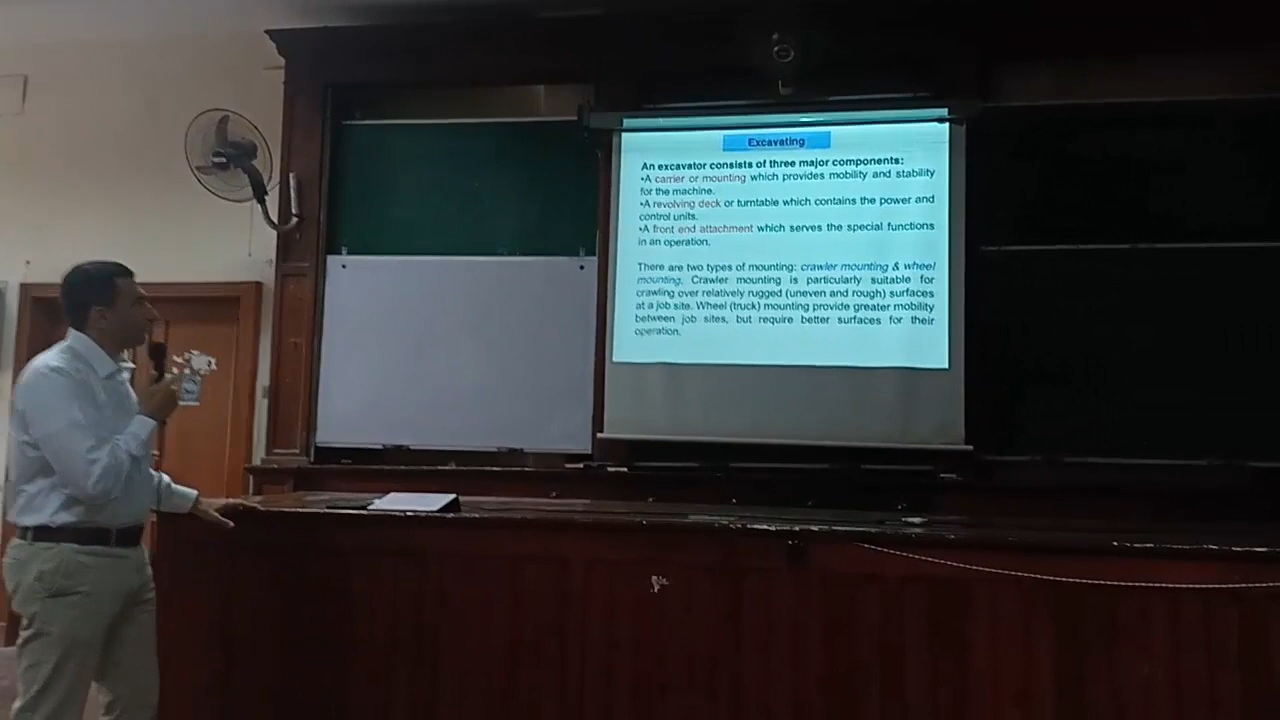 Excavating
An excavator consists of three major components:
•A carrier or mounting which provides mobility and stability
for the machine.
•A revolving deck or turntable which contains the power and
control units.
•A front end attachment which serves the special functions
in an operation.
There are two types of mounting: crawler mounting & wheel
mounting. Crawler mounting is particularly suitable for
crawling over relatively rugged (uneven and rough) surfaces
at a job site. Wheel (truck) mounting provide greater mobility
between job sites, but require better surfaces for their
operation.